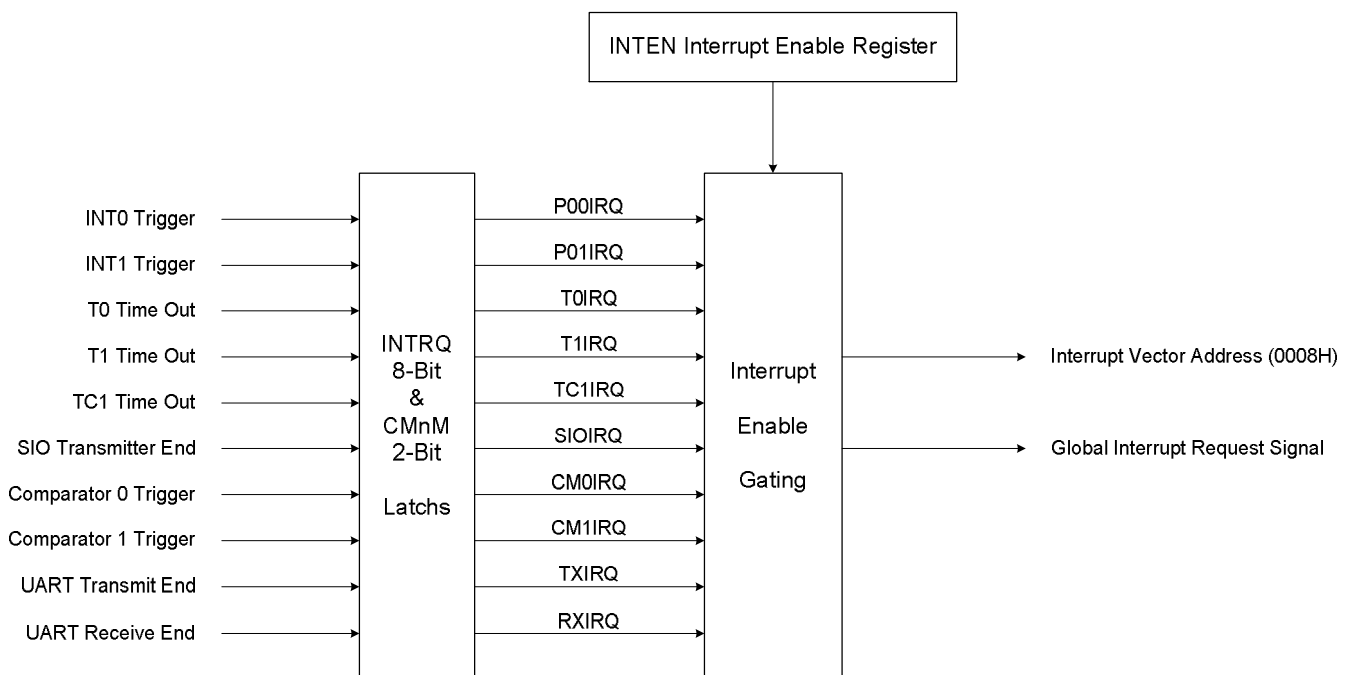 INTEN Interrupt Enable Register
INT0 Trigger
INT1 Trigger
T0 Time Out
T1 Time Out
TC1 Time Out
SIO Transmitter End
Comparator 0 Trigger
Comparator 1 Trigger
UART Transmit End
UART Receive End
INTRQ
8-Bit
&
CMnM
2-Bit
Latchs
P00IRQ
P01IRQ
T0IRQ
T1IRQ
TC1IRQ
SIOIRQ
CM0IRQ
CM1IRQ
TXIRQ
RXIRQ
Interrupt
Enable
Gating
Interrupt Vector Address (0008H)
Global Interrupt Request Signal